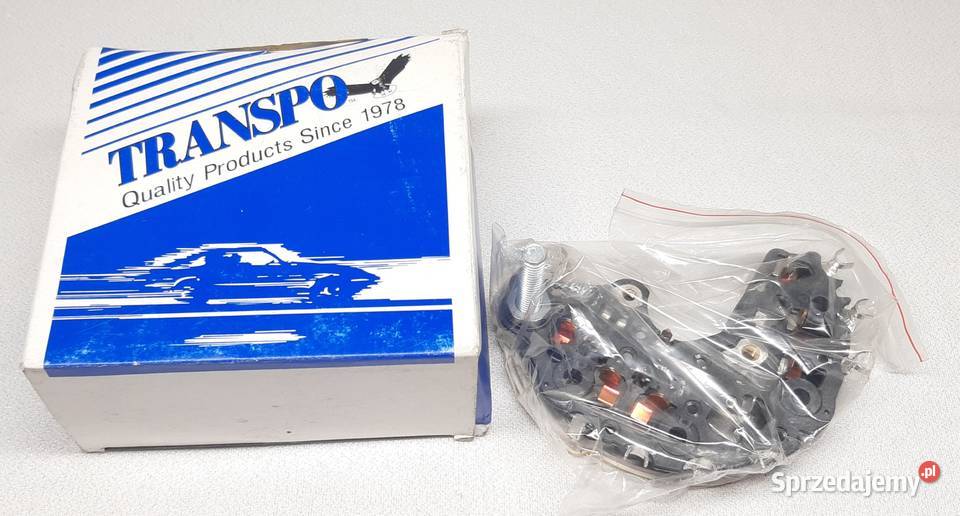 TRANSPO
Quality Products Since 1978
Sprzedajemy.pl